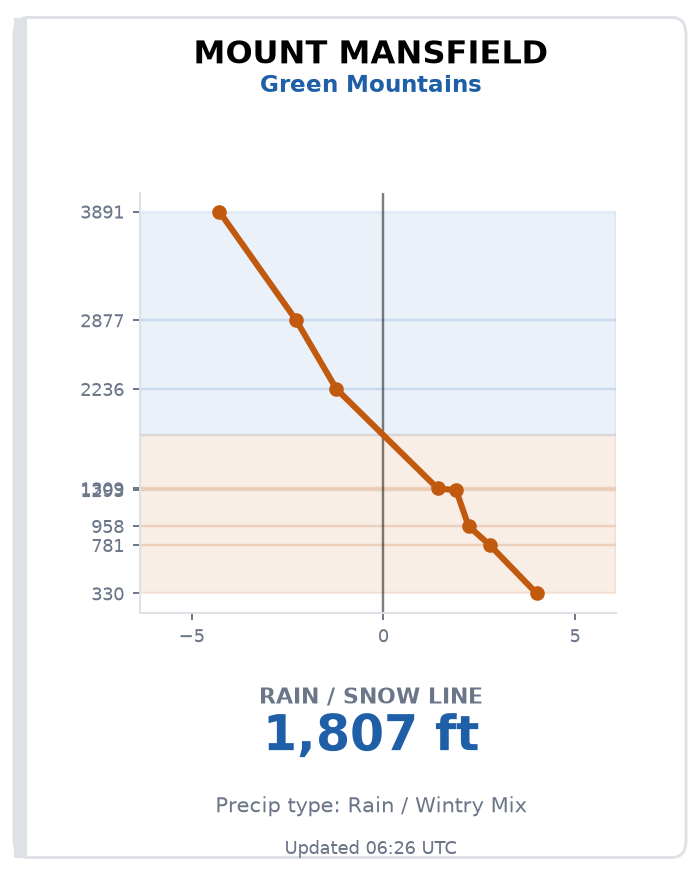 MOUNT MANSFIELD
Green Mountains
3891
2877
2236
958
781
330
−5 0 5
RAIN / SNOW LINE
1,807 ft
Precip type: Rain / Wintry Mix
Updated 06:26 UTC